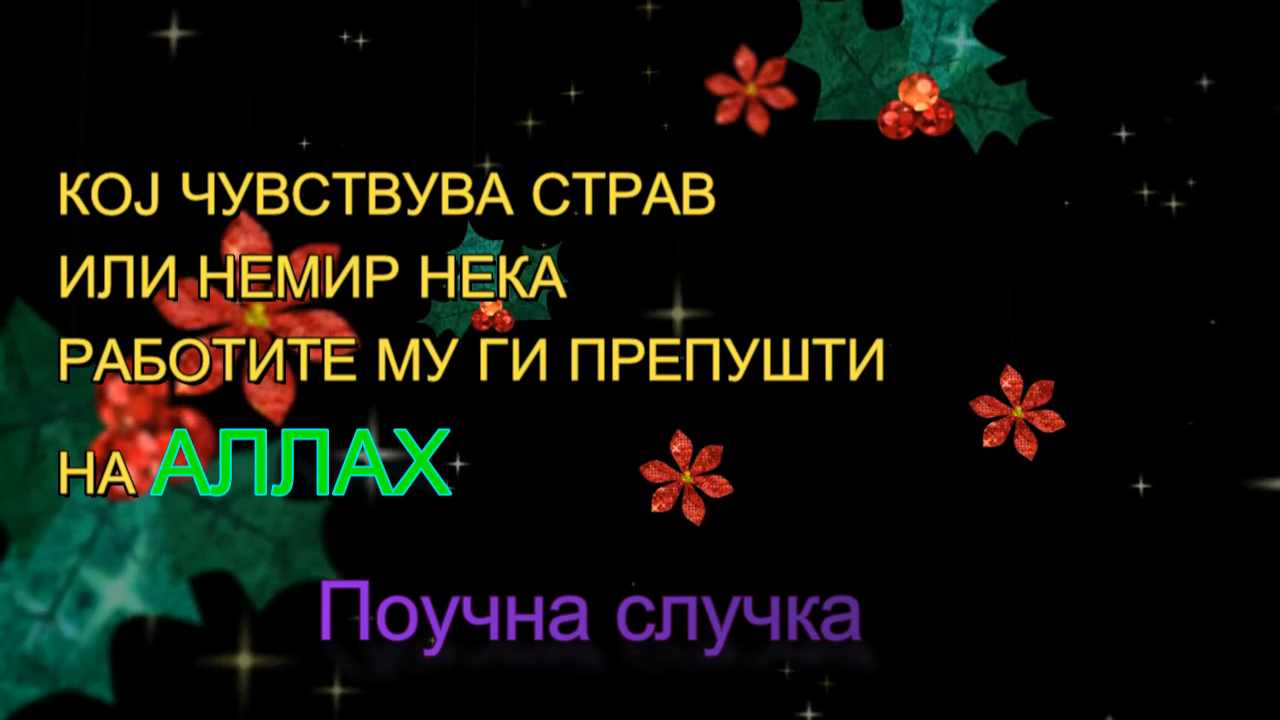 КОЈ ЧУВСТВУВА СТРАВ
ИЛИ НЕМИР НЕКА
РАБОТИТЕ МУ ГИ ПРЕПУШТИ
НА АЛЛАХ
Поучна случка